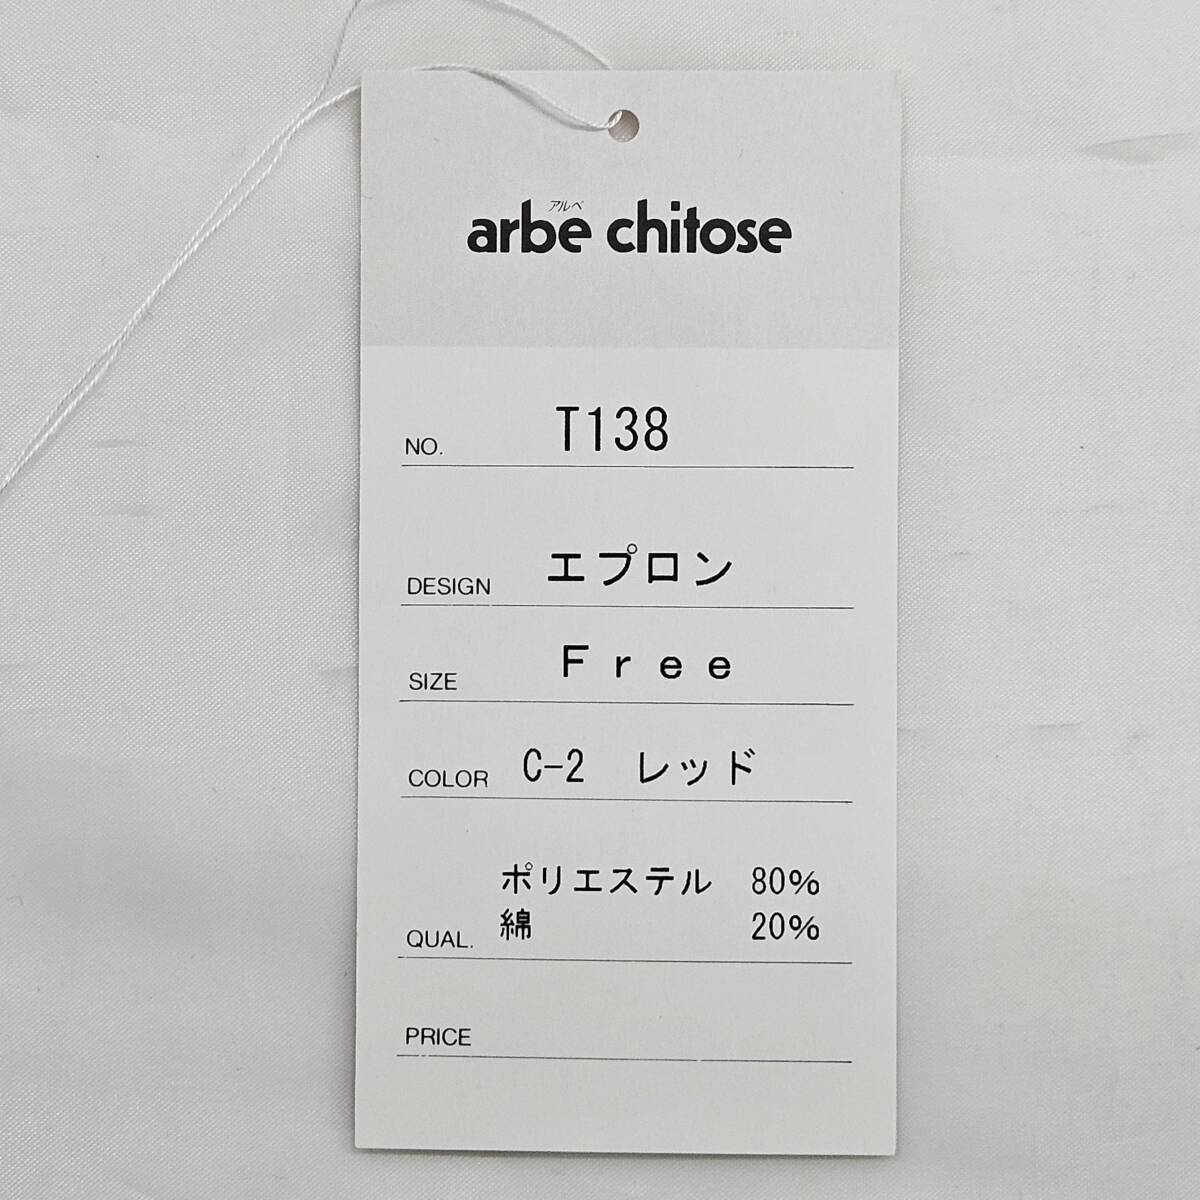 アルベ
arbe chitose
NO. T138
DESIGN エプロン
SIZE Free
COLOR C-2 レッド
ポリエステル 80%
QUAL. 綿 20%
PRICE